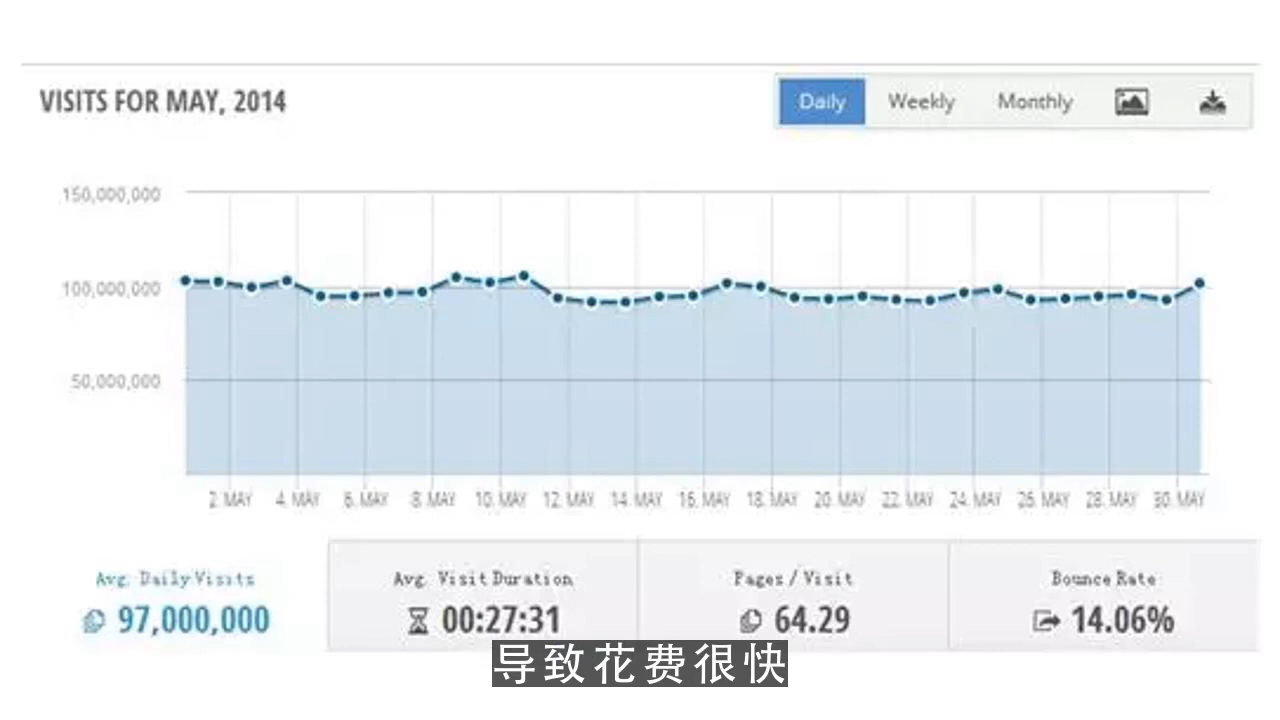 VISITS FOR MAY, 2014
Daily Weekly Monthly
150,000,000
100,000,000
50,000,000
2. MAY 4. MAY 6. MAY 8. MAY 10. MAY 12. MAY 14. MAY 16. MAY 18. MAY 20. MAY 22. MAY 24. MAY 26. MAY 28. MAY 30. MAY
Avg. Daily Visits Avg. Visit Duration Pages / Visit Bounce Rate
97,000,000 00:27:31 64.29 14.06%
导致花费很快